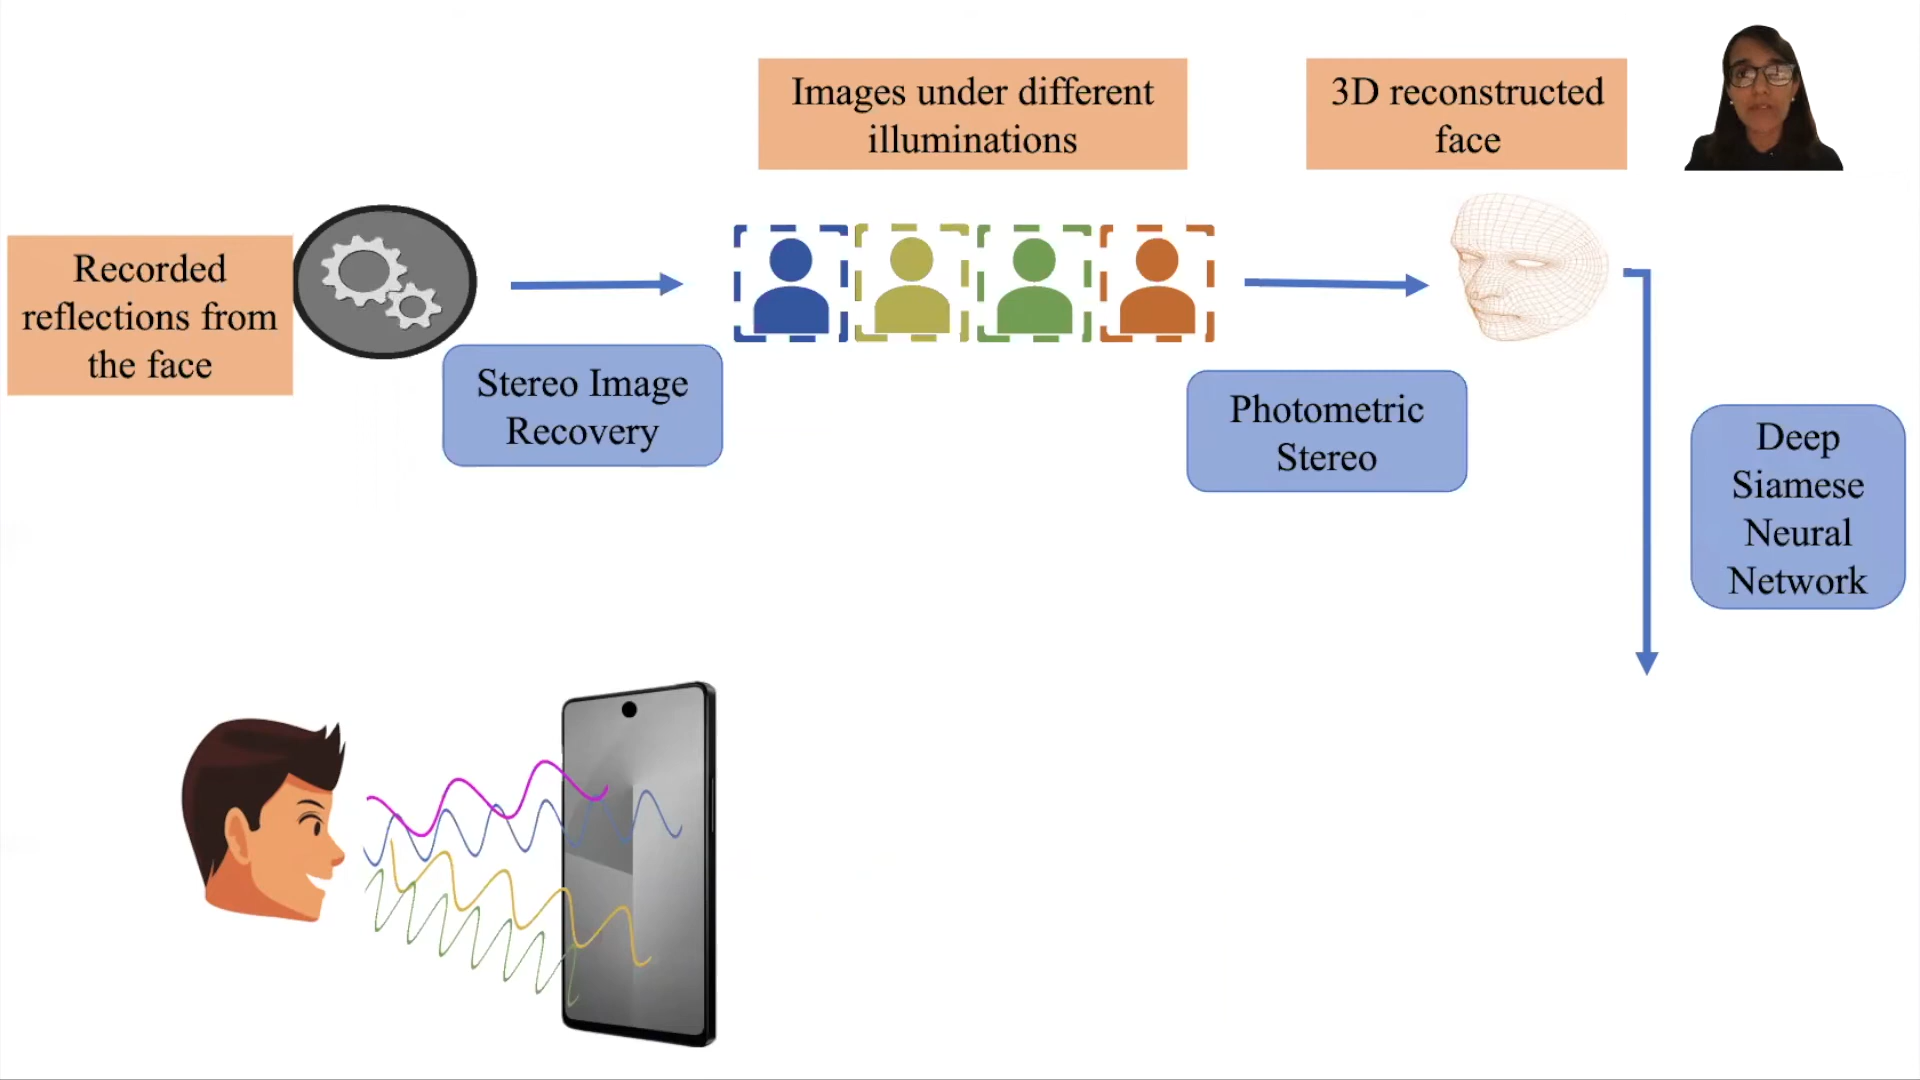 Images under different
illuminations
3D reconstructed
face
Recorded
reflections from
the face
Stereo Image
Recovery
Photometric
Stereo
Deep
Siamese
Neural
Network